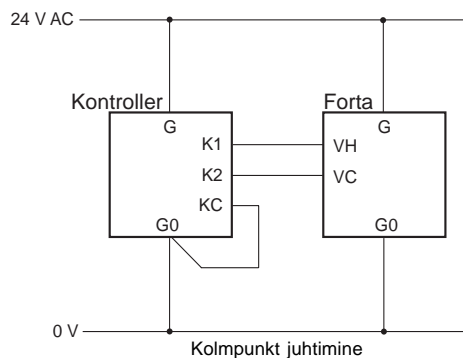 24 V AC
Kontroller
Forta
G
G
K1
VH
K2
VC
KC
G0
G0
0 V
Kolmpunkt juhtimine